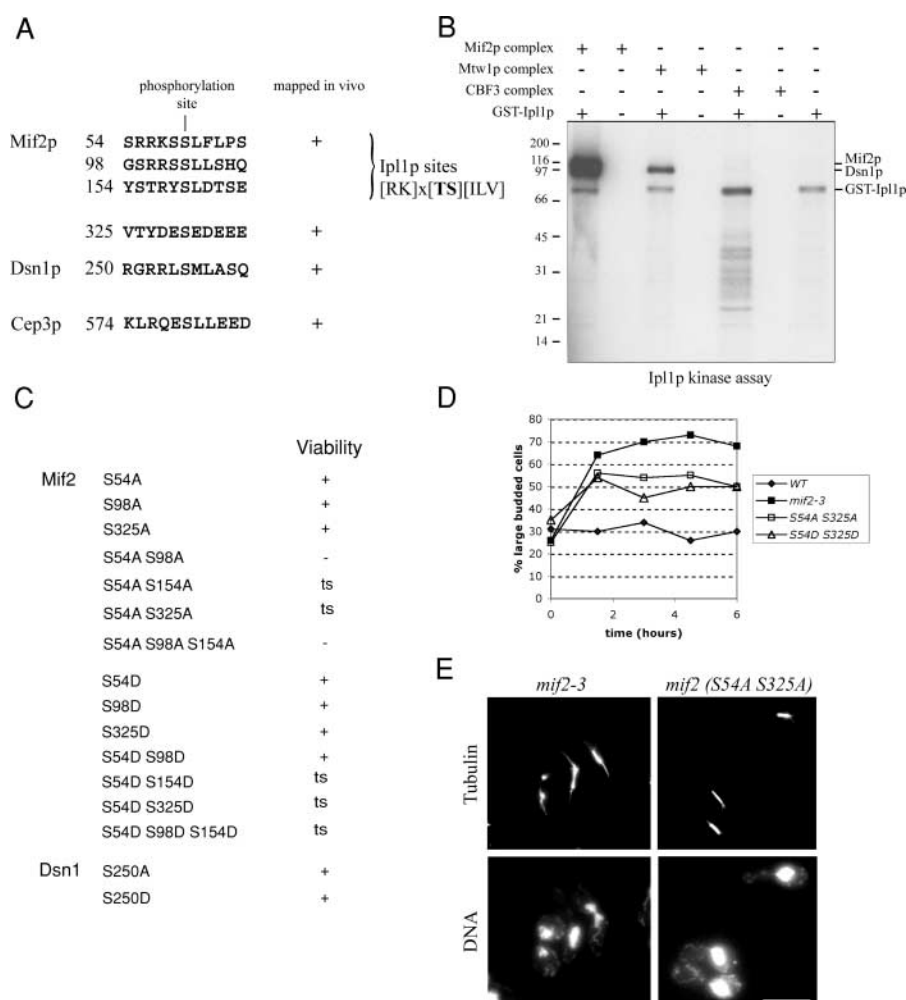 A
phosphorylation site
mapped in vivo
Mif2p 54 SRRKSSLFLPS +
98 GSRRSSLLSHQ
154 YSTRYSLDTSE
Ipl1p sites
[RK]x[TS][ILV]
325 VTYDESEDEEE +
Dsn1p 250 RGRRLSMLASQ +
Cep3p 574 KLRQESLLEED +
B
Mif2p complex + + - - - - -
Mtw1p complex - - + + - - -
CBF3 complex - - - - + + -
GST-Ipl1p + - + - + - +
200
116
97
66
45
31
21
14
Mif2p
Dsn1p
GST-Ipl1p
Ipl1p kinase assay
C
Viability
Mif2 S54A +
S98A +
S325A +
S54A S98A -
S54A S154A ts
S54A S325A ts
S54A S98A S154A -
S54D +
S98D +
S325D +
S54D S98D +
S54D S154D ts
S54D S325D ts
S54D S98D S154D ts
Dsn1 S250A +
S250D +
D
% large budded cells
80
70
60
50
40
30
20
10
0
0 2 4 6
time (hours)
WT
mif2-3
S54A S325A
S54D S325D
E
mif2-3
mif2 (S54A S325A)
Tubulin
DNA